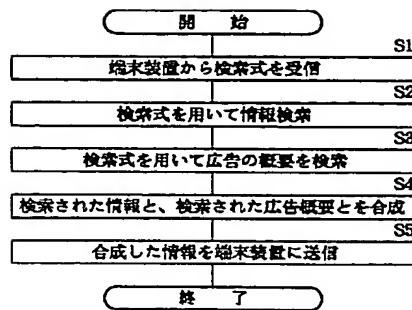 開 始
S1
端末装置から検索式を受信
S2
検索式を用いて情報検索
S3
検索式を用いて広告の概要を検索
S4
検索された情報と、検索された広告概要とを合成
S5
合成した情報を端末装置に送信
終 了